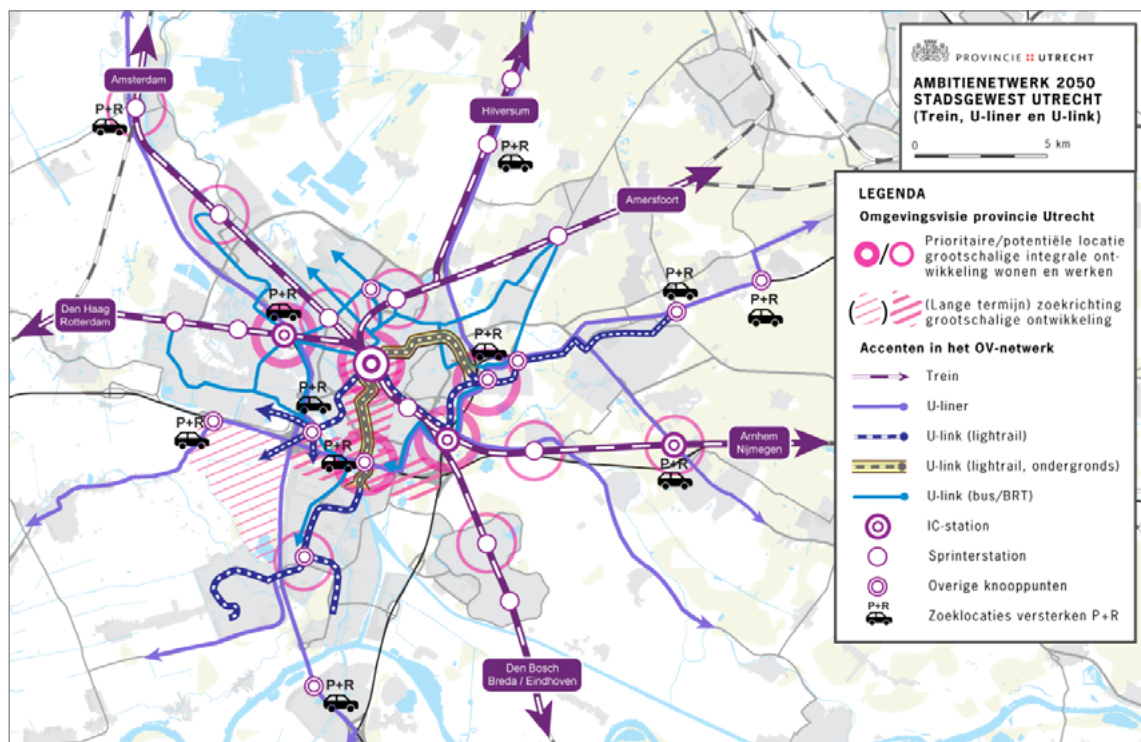 PROVINCIE UTRECHT
AMBITIENETWERK 2050
STADSGEWEST UTRECHT
(Trein, U-liner en U-link)
0 5 km
LEGENDA
Omgevingsvisie provincie Utrecht
Prioritaire/potentiële locatie
grootschalige integrale ont-
wikkeling wonen en werken
(Lange termijn) zoekrichting
grootschalige ontwikkeling
Accenten in het OV-netwerk
Trein
U-liner
U-link (lightrail)
U-link (lightrail, ondergronds)
U-link (bus/BRT)
IC-station
Sprinterstation
Overige knooppunten
P+R
Zoeklocaties versterken P+R
Amsterdam
P+R
Hilversum
P+R
Amersfoort
P+R
P+R
Den Haag
Rotterdam
P+R
P+R
P+R
P+R
P+R
Arnhem
Nijmegen
P+R
Den Bosch
Breda / Eindhoven
P+R